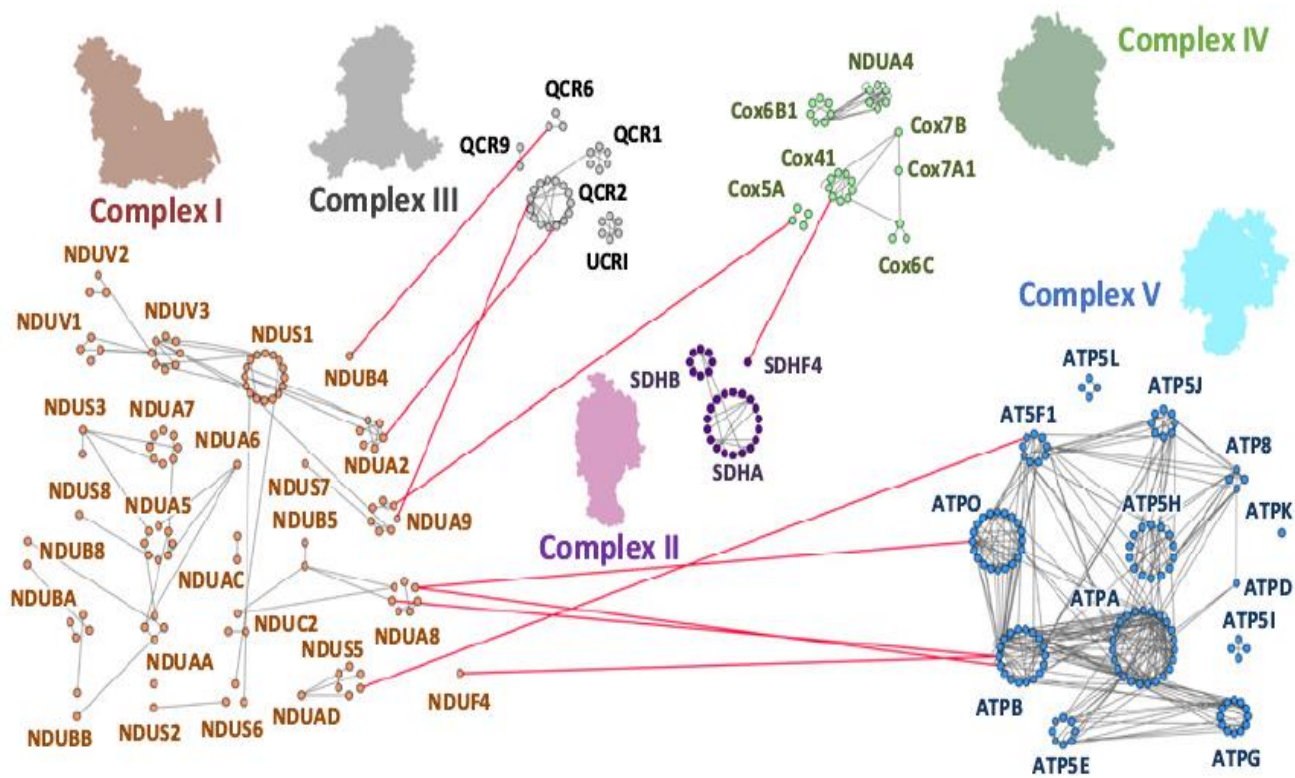 Complex IV
NDUA4
QCR6
Cox6B1
Cox7B
QCR9
QCR1
Cox41
Cox7A1
Cox5A
QCR2
Complex III
Complex I
UCRI
Cox6C
NDUV2
Complex V
NDUV3
NDUV1
NDUS1
ATP5L
NDUB4
SDHB
SDHF4
ATP5J
NDUS3
NDUA7
AT5F1
NDUA6
ATP8
NDUA2
SDHA
NDUS7
NDUS8
NDUA5
ATPO
ATP5H
ATPK
NDUA9
NDUB5
Complex II
NDUB8
NDUAC
ATPD
ATPA
NDUBA
NDUC2
ATP5I
NDUA8
NDUAA
NDUS5
NDUF4
ATPB
NDUAD
NDUBB
NDUS2
NDUS6
ATP5E
ATPG